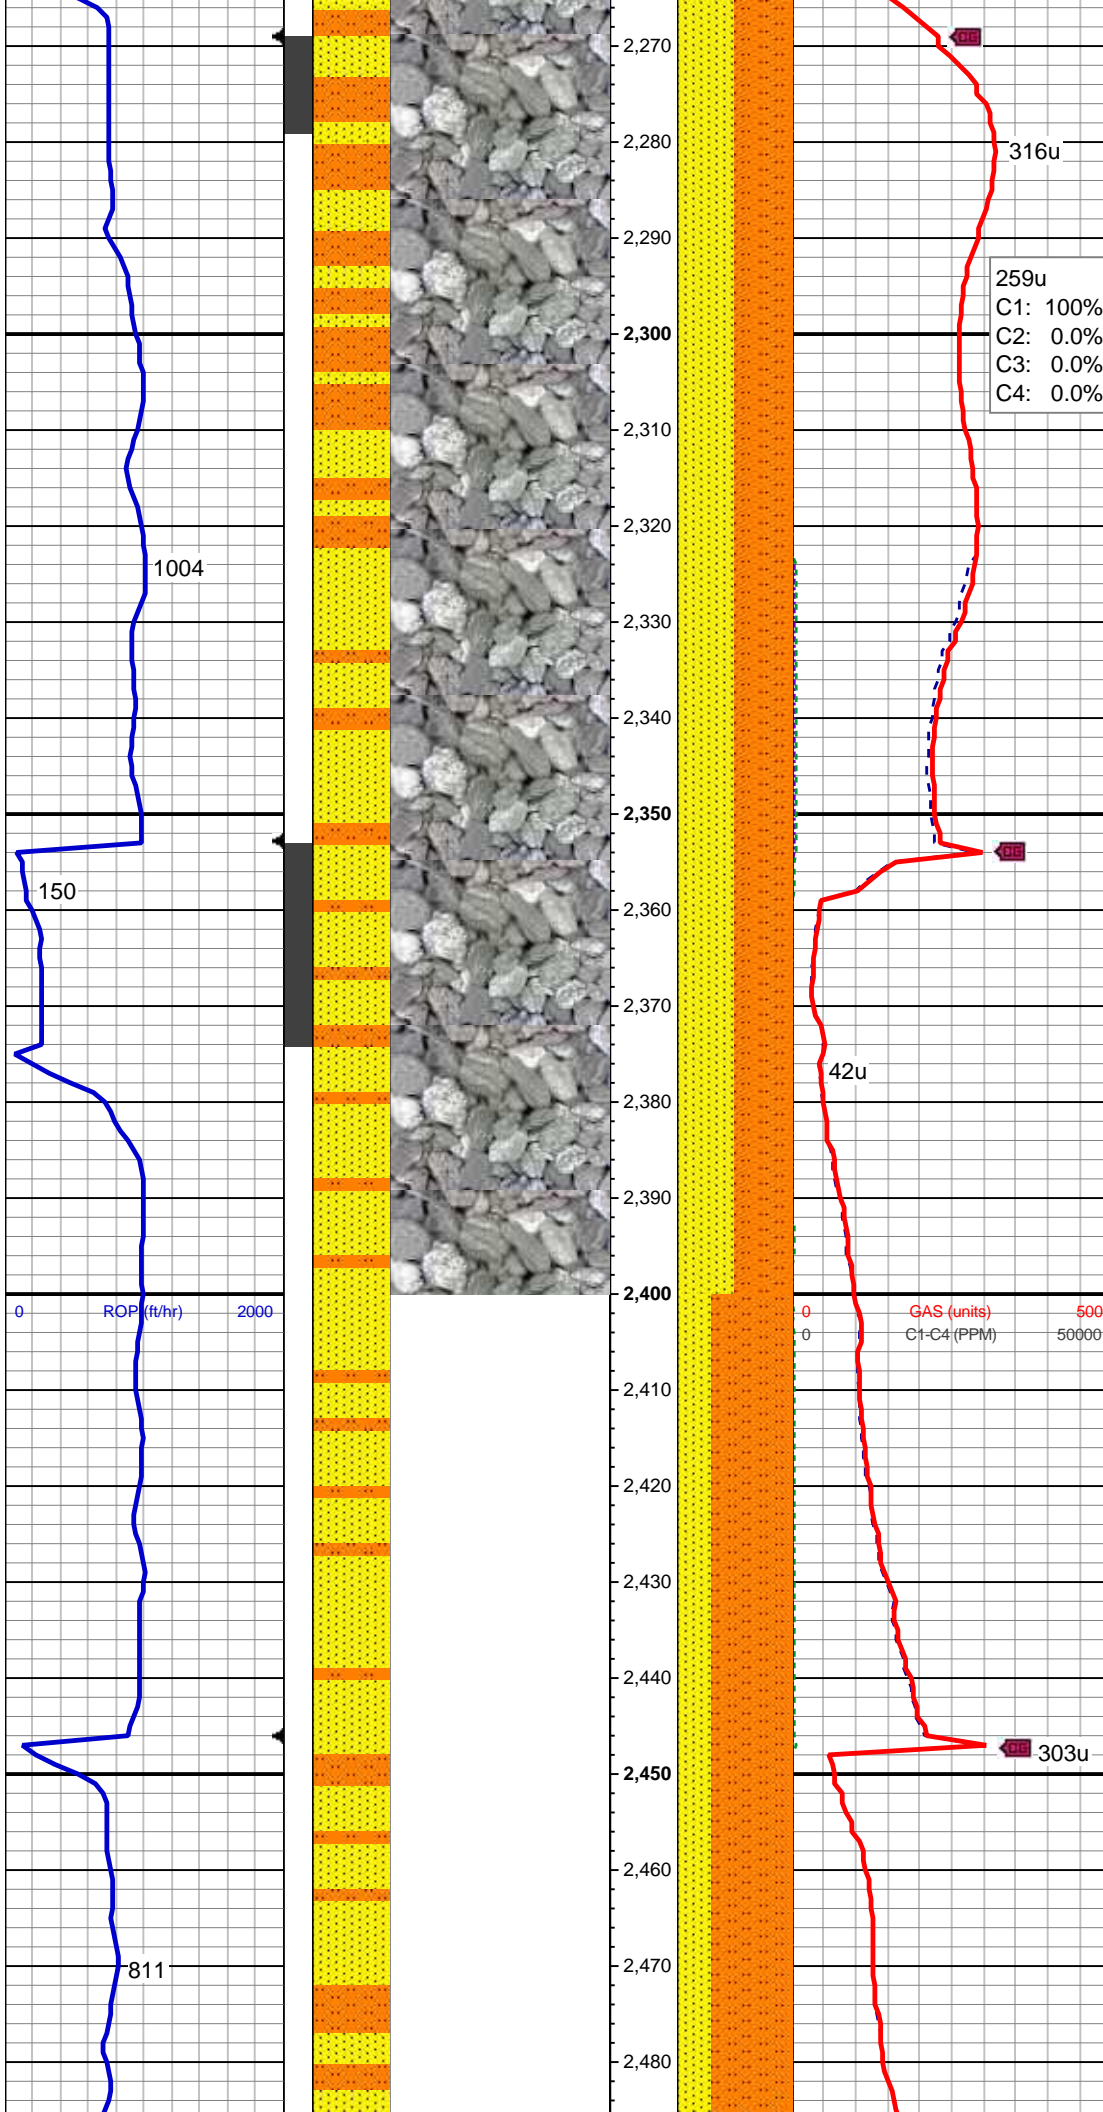 2,270
CG
2,280
316u
2,290
259u
C1: 100%
C2: 0.0%
C3: 0.0%
C4: 0.0%
2,300
2,310
2,320
1004
2,330
2,340
2,350
CG
150
2,360
2,370
42u
2,380
2,390
2,400
0 ROP (ft/hr) 2000
0 GAS (units) 500
0 C1-C4 (PPM) 50000
2,410
2,420
2,430
2,440
CG 303u
2,450
2,460
2,470
811
2,480